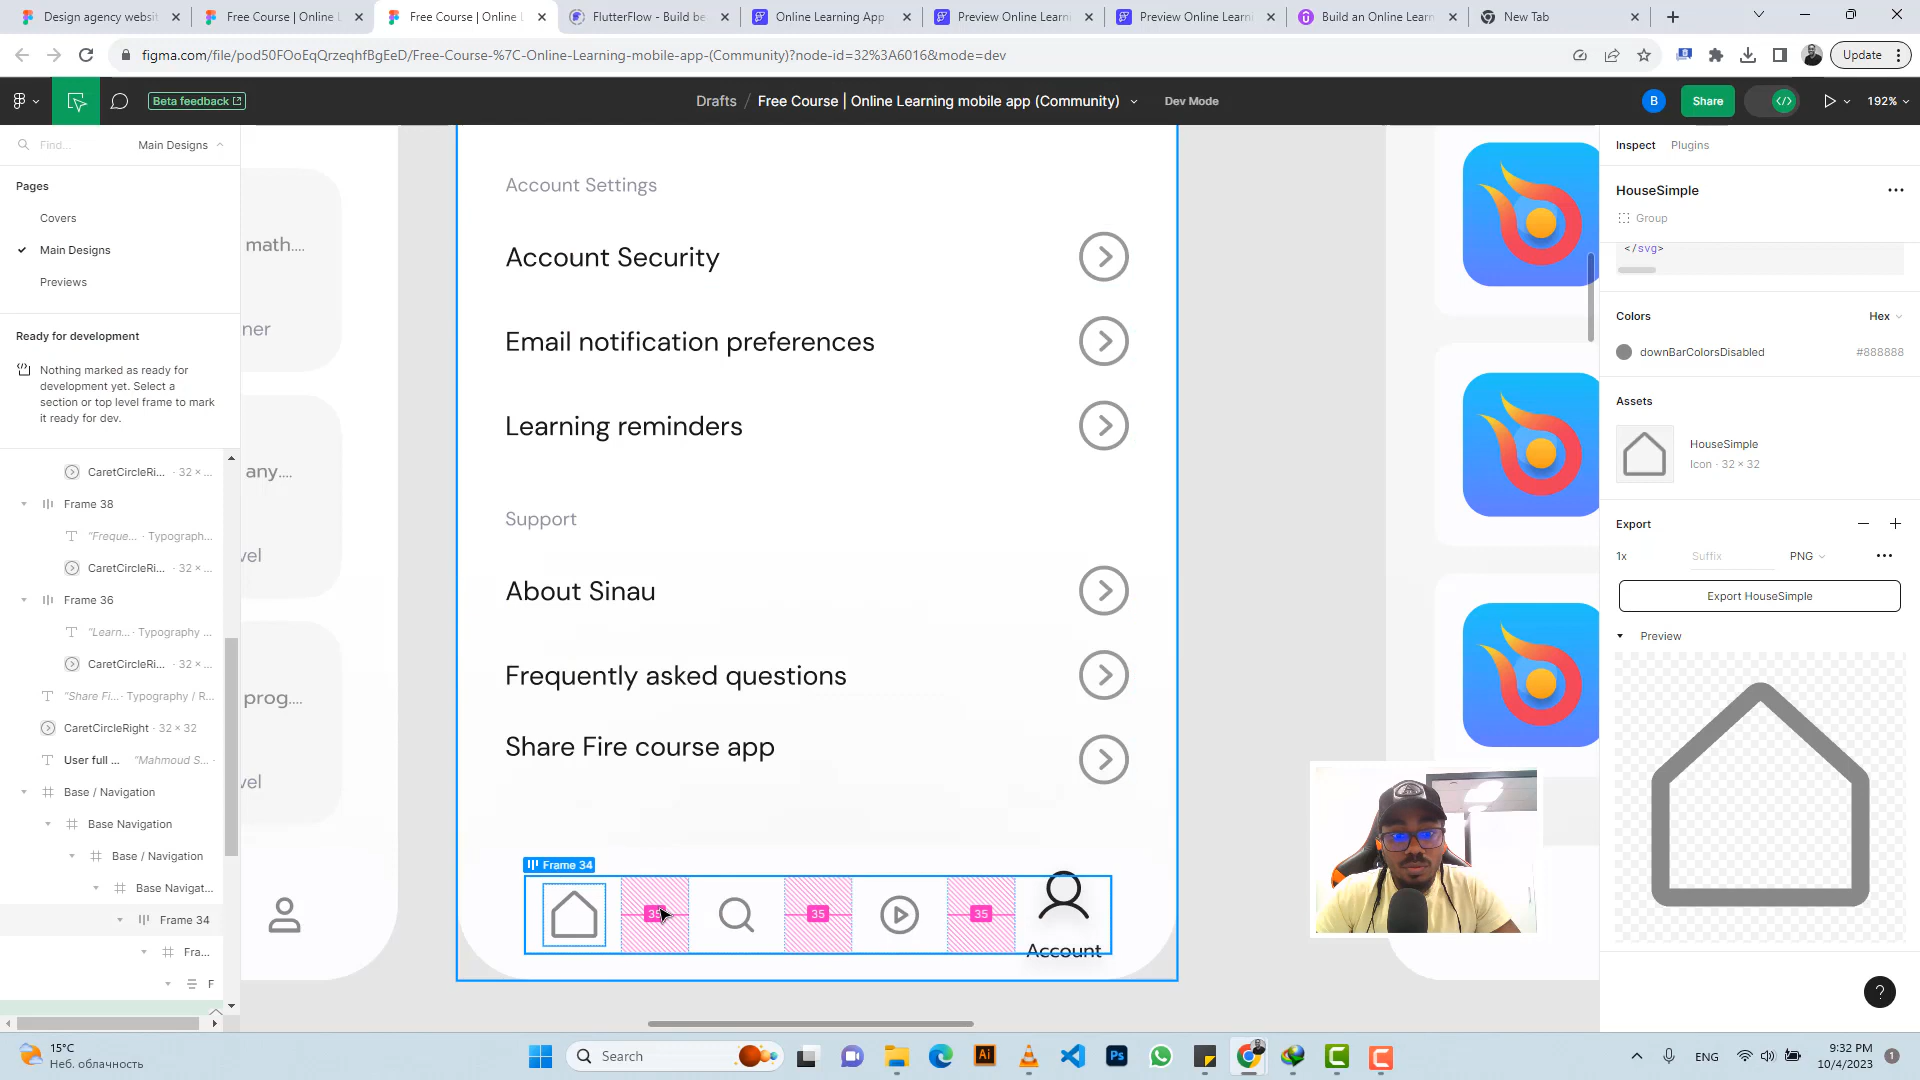 Design agency websit
Free Course | Online L
Free Course | Online L
FlutterFlow - Build be
Online Learning App
Preview Online Learni
Preview Online Learni
Build an Online Learn
New Tab
figma.com/file/pod50FOoEqQrzeqhfBgEeD/Free-Course-%7C-Online-Learning-mobile-app-(Community)?node-id=32%3A6016&mode=dev
Update
Beta feedback
Drafts / Free Course | Online Learning mobile app (Community)
Dev Mode
B
Share
192%
Find...
Main Designs
Pages
Covers
Main Designs
Previews
Ready for development
Nothing marked as ready for
development yet. Select a
section or top level frame to mark
it ready for dev.
CaretCircleRi... · 32 × ...
Frame 38
"Freque... · Typograph...
CaretCircleRi... · 32 × ...
Frame 36
"Learn... · Typography ...
CaretCircleRi... · 32 × ...
"Share Fi... · Typography / R...
CaretCircleRight · 32 × 32
User full ... "Mahmoud S... ·
Base / Navigation
Base Navigation
Base / Navigation
Base Navigat...
Frame 34
Fra...
F
math....
ner
any....
vel
prog....
vel
Account Settings
Account Security
Email notification preferences
Learning reminders
Support
About Sinau
Frequently asked questions
Share Fire course app
Frame 34
35
35
35
Account
Inspect
Plugins
HouseSimple
Group
</svg>
Colors
Hex
downBarColorsDisabled
#888888
Assets
HouseSimple
Icon · 32 × 32
Export
1x
Suffix
PNG
Export HouseSimple
Preview
?
15°C
Неб. облачность
Search
Ai
Ps
ENG
9:32 PM
10/4/2023
1